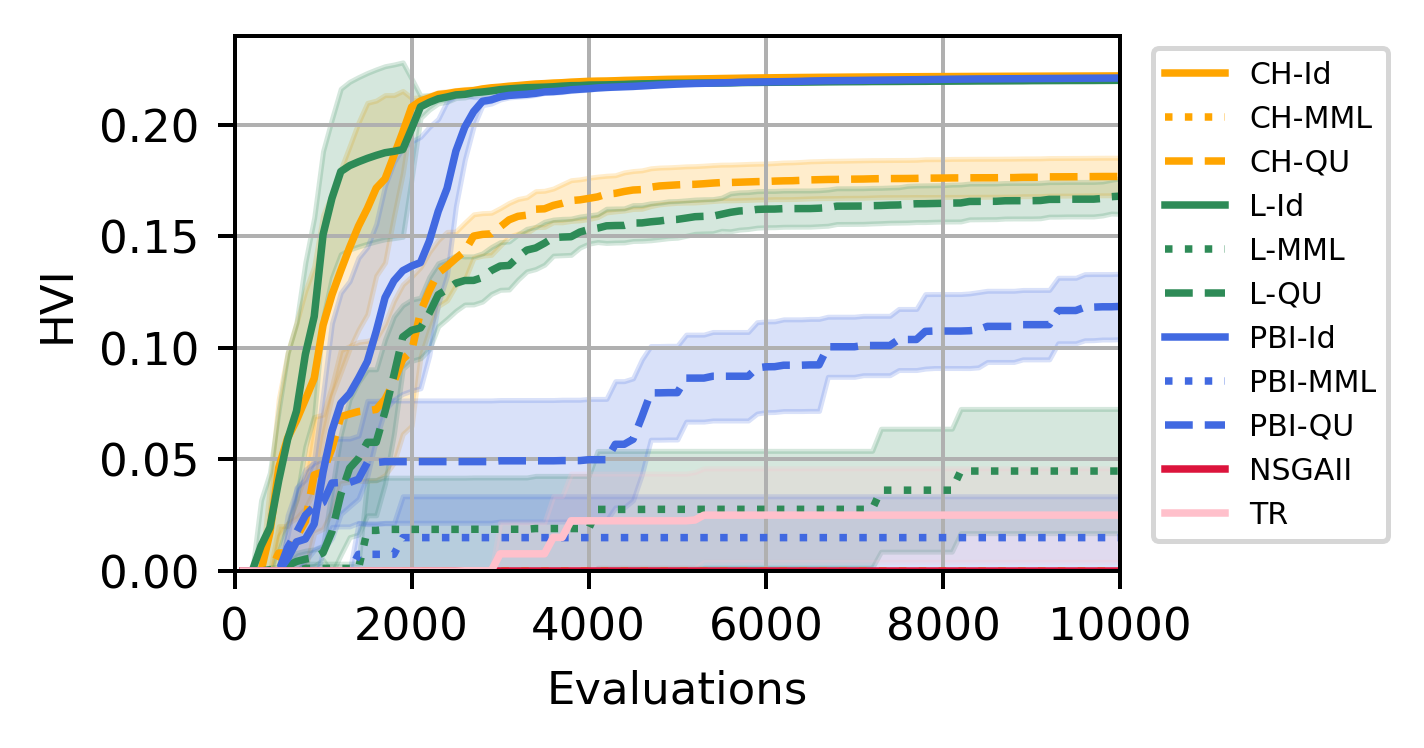 HVI
0.20
0.15
0.10
0.05
0.00
0 2000 4000 6000 8000 10000
Evaluations
CH-Id
CH-MML
CH-QU
L-Id
L-MML
L-QU
PBI-Id
PBI-MML
PBI-QU
NSGAII
TR